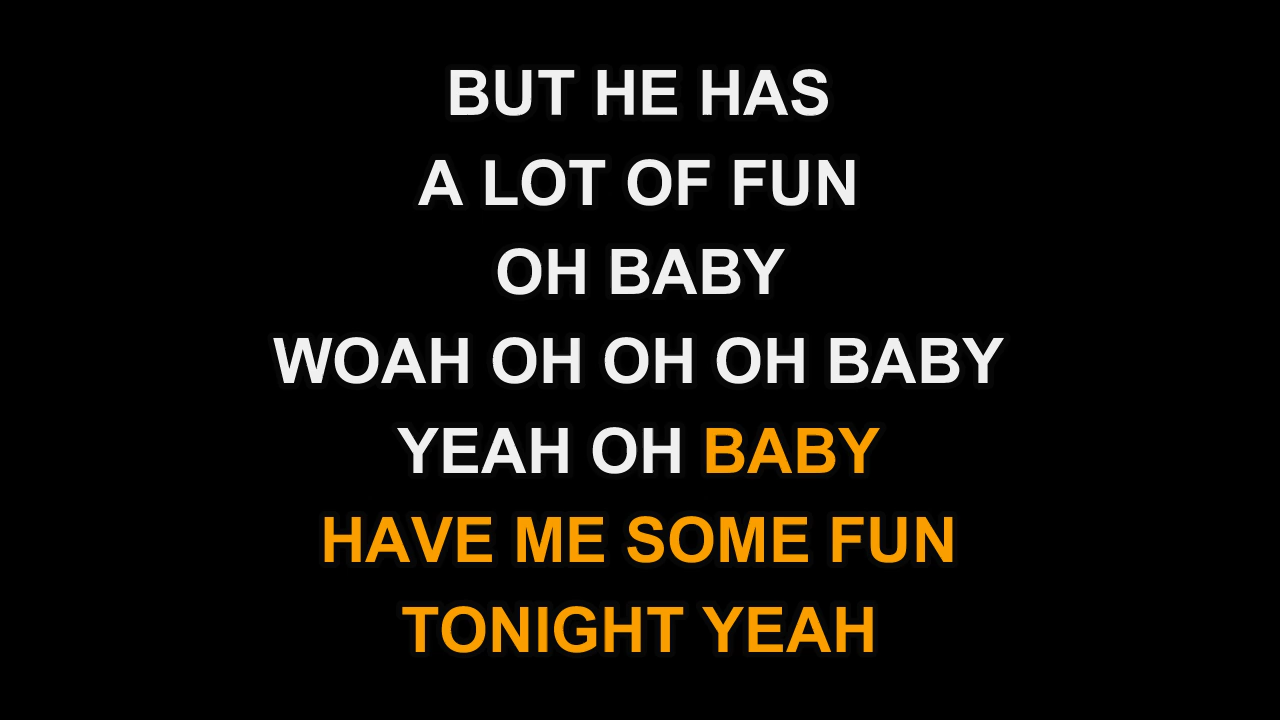 BUT HE HAS
A LOT OF FUN
OH BABY
WOAH OH OH OH BABY
YEAH OH BABY
HAVE ME SOME FUN
TONIGHT YEAH